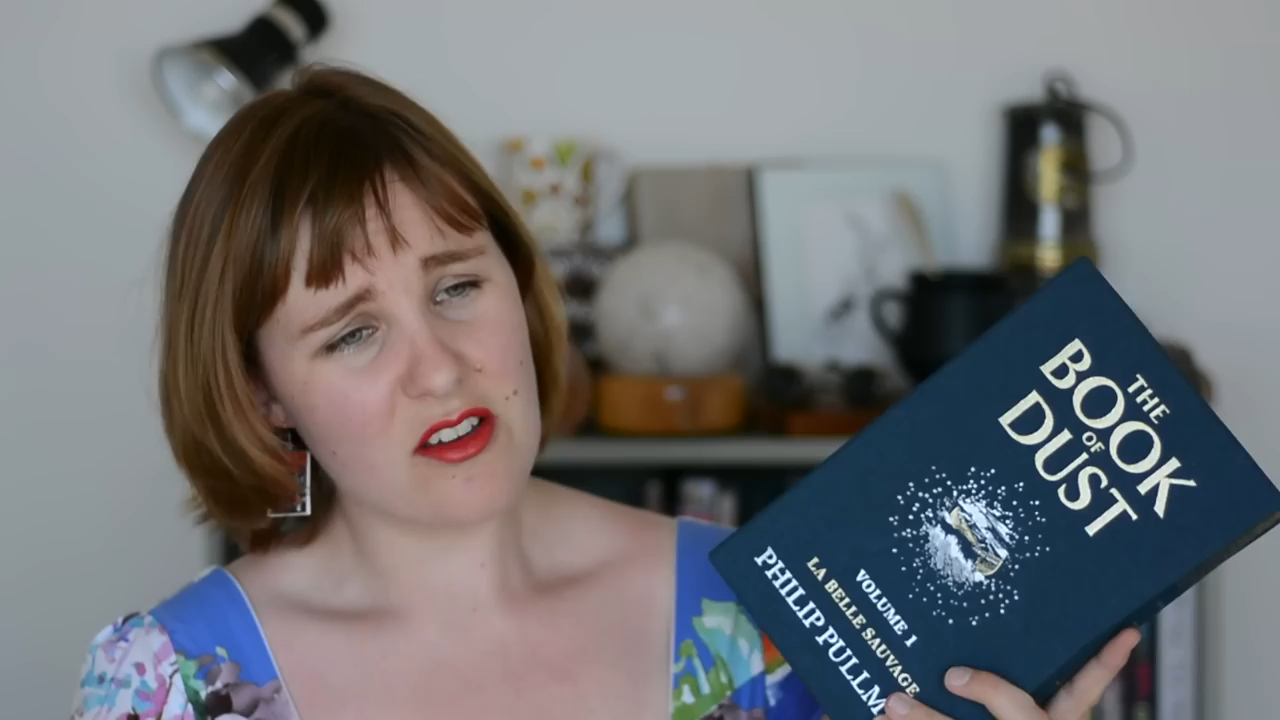 THE
BOOK
OF
DUST
VOLUME 1
LA BELLE SAUVAGE
PHILIP PULLM